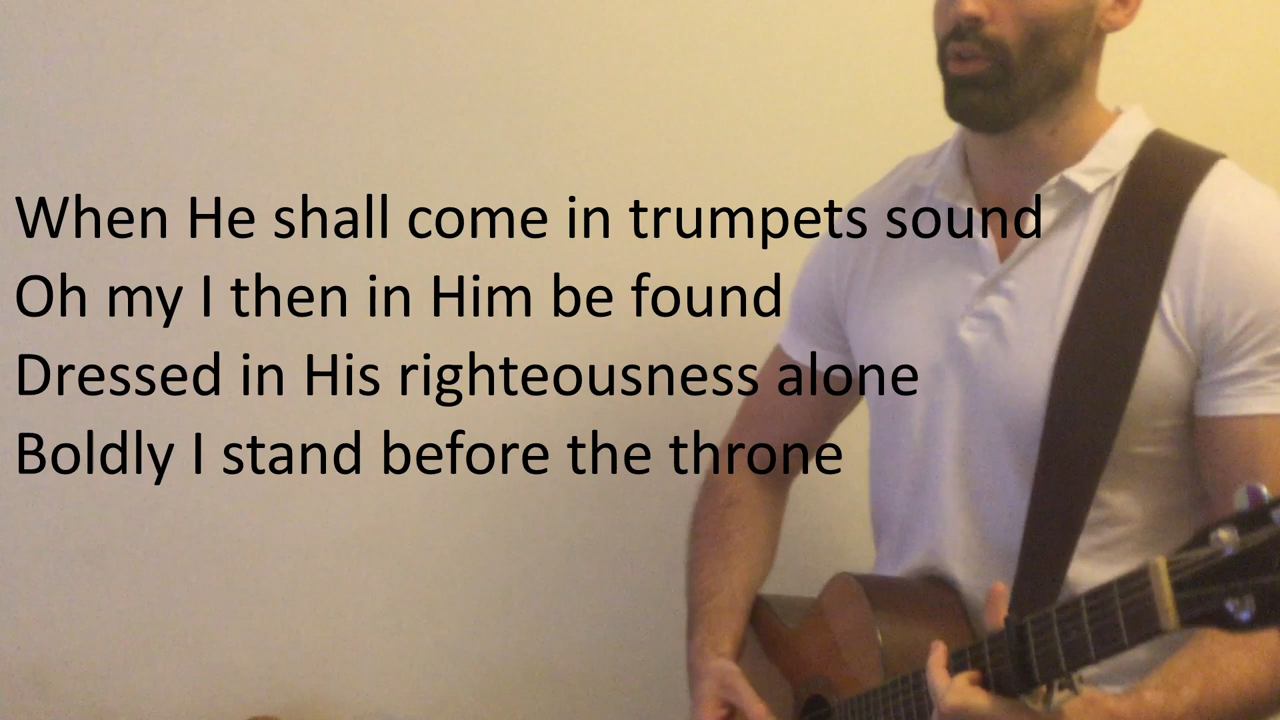 When He shall come in trumpets sound
Oh my I then in Him be found
Dressed in His righteousness alone
Boldly I stand before the throne